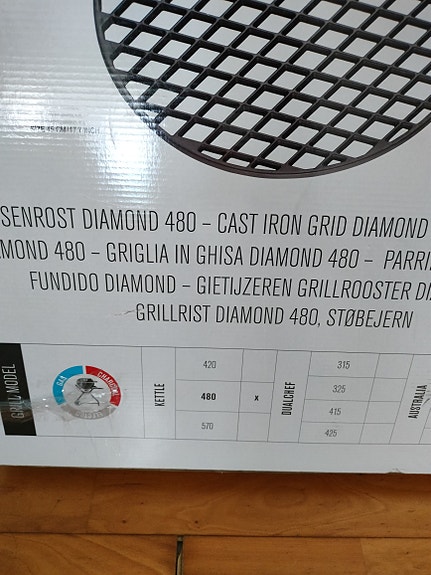 SENROST DIAMOND 480 – CAST IRON GRID DIAMOND
MOND 480 – GRIGLIA IN GHISA DIAMOND 480 – PARRI
FUNDIDO DIAMOND – GIETIJZEREN GRILLROOSTER DI
GRILLRIST DIAMOND 480, STØBEJERN
GRILL MODEL
GAS
CHARCOAL
KETTLE
420
480 x
570
DUALCHEF
315
325
415
425
AUSTRALIA